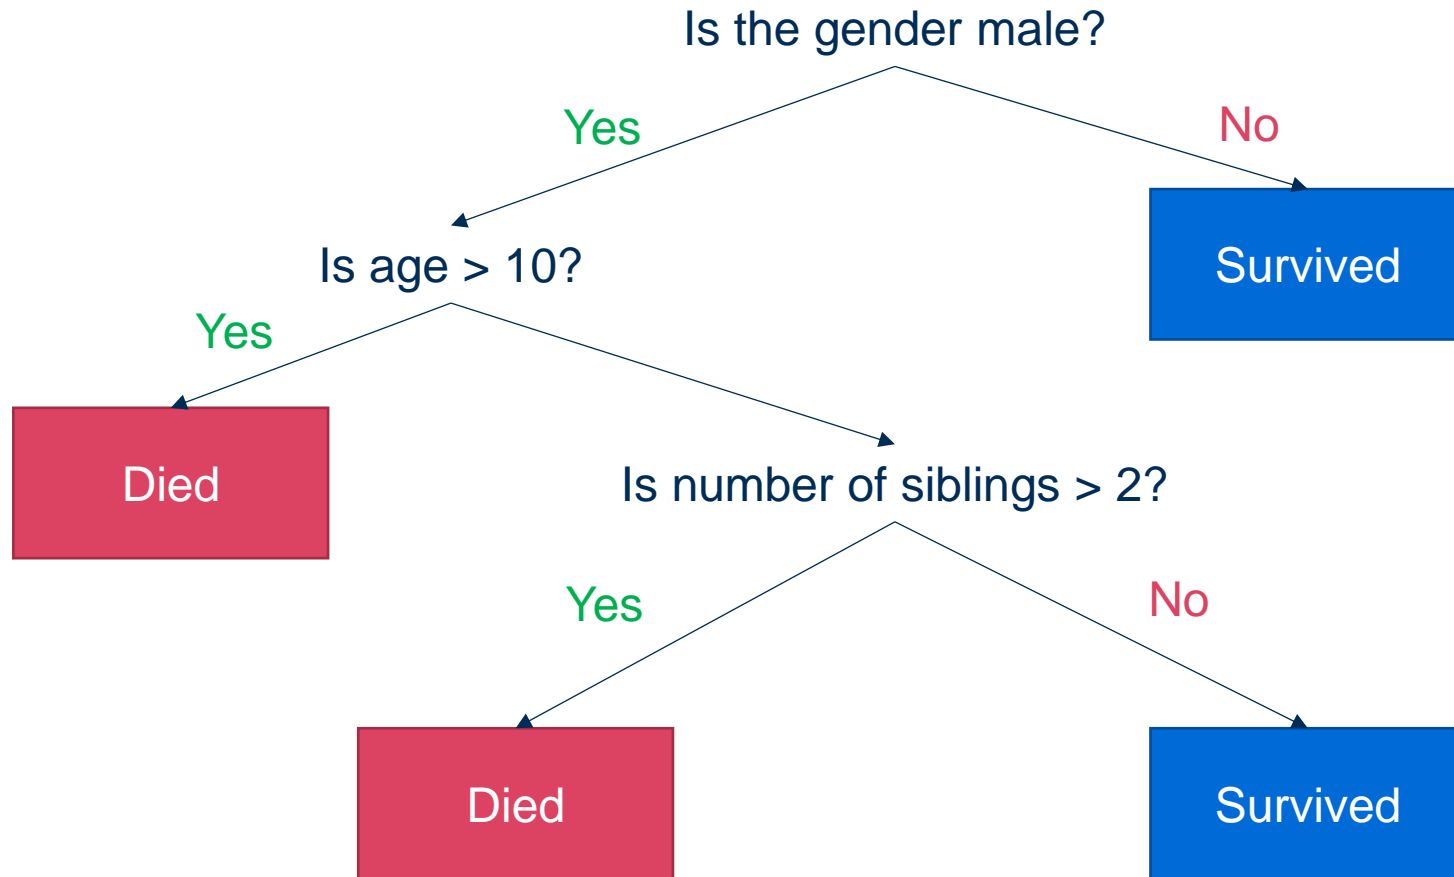 Is the gender male?
Yes
No
Is age > 10?
Survived
Yes
Died
Is number of siblings > 2?
Yes
No
Died
Survived